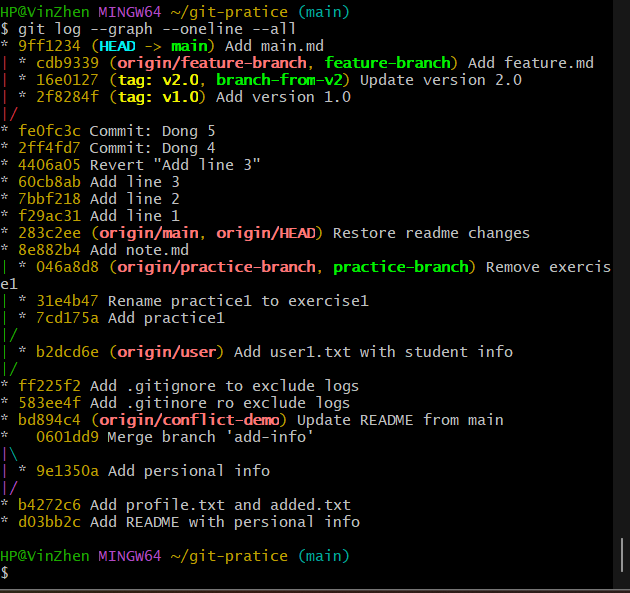 HP@VinZhen MINGW64 ~/git-pratice (main)
$ git log --graph --oneline --all
* 9ff1234 (HEAD -> main) Add main.md
| * cdb9339 (origin/feature-branch, feature-branch) Add feature.md
| * 16e0127 (tag: v2.0, branch-from-v2) Update version 2.0
| * 2f8284f (tag: v1.0) Add version 1.0
|/
* fe0fc3c Commit: Dong 5
* 2ff4fd7 Commit: Dong 4
* 4406a05 Revert "Add line 3"
* 60cb8ab Add line 3
* 7bbf218 Add line 2
* f29ac31 Add line 1
* 283c2ee (origin/main, origin/HEAD) Restore readme changes
* 8e882b4 Add note.md
| * 046a8d8 (origin/practice-branch, practice-branch) Remove exercis
e1
| * 31e4b47 Rename practice1 to exercise1
| * 7cd175a Add practice1
|/
| * b2dcd6e (origin/user) Add user1.txt with student info
|/
* ff225f2 Add .gitignore to exclude logs
* 583ee4f Add .gitinore ro exclude logs
* bd894c4 (origin/conflict-demo) Update README from main
*   0601dd9 Merge branch 'add-info'
|\
| * 9e1350a Add persional info
|/
* b4272c6 Add profile.txt and added.txt
* d03bb2c Add README with persional info
HP@VinZhen MINGW64 ~/git-pratice (main)
$